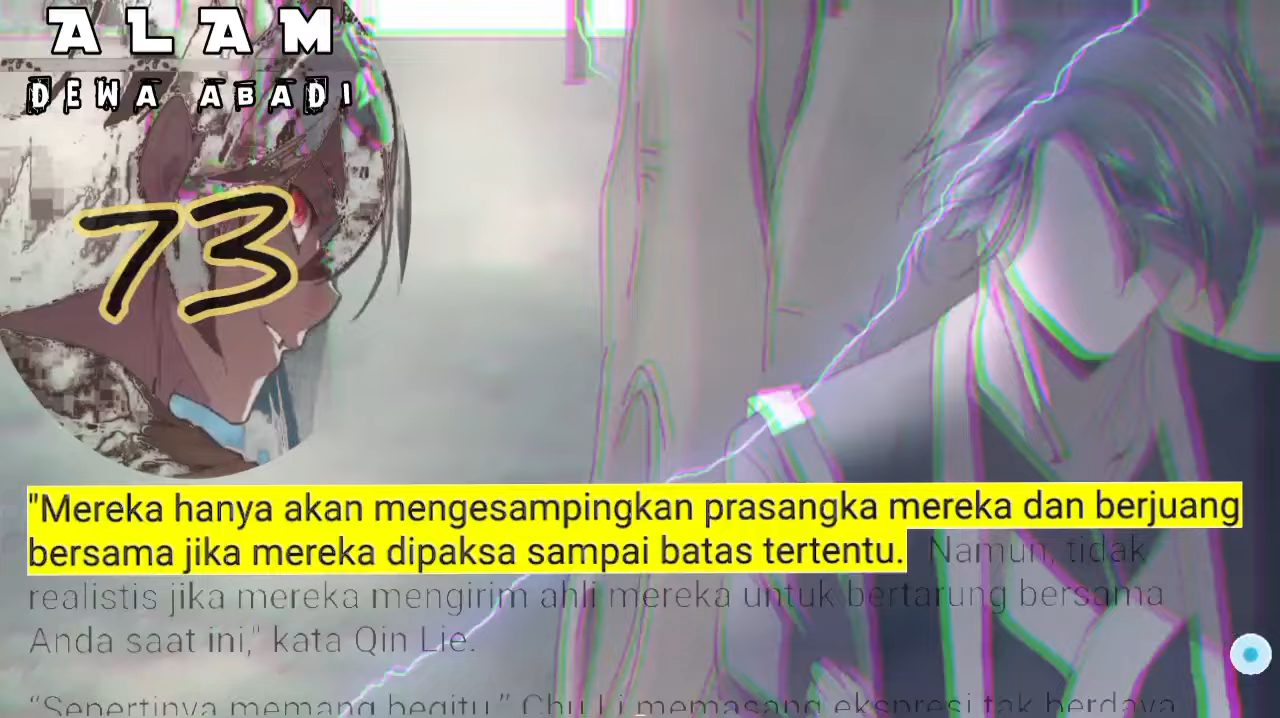 ALAM
DEWA ABADI
73
"Mereka hanya akan mengesampingkan prasangka mereka dan berjuang
bersama jika mereka dipaksa sampai batas tertentu. Namun, tidak
realistis jika mereka mengirim ahli mereka untuk bertarung bersama
Anda saat ini," kata Qin Lie.
“Sepertinya memang begitu,” Chu Li memasang ekspresi tak berdaya